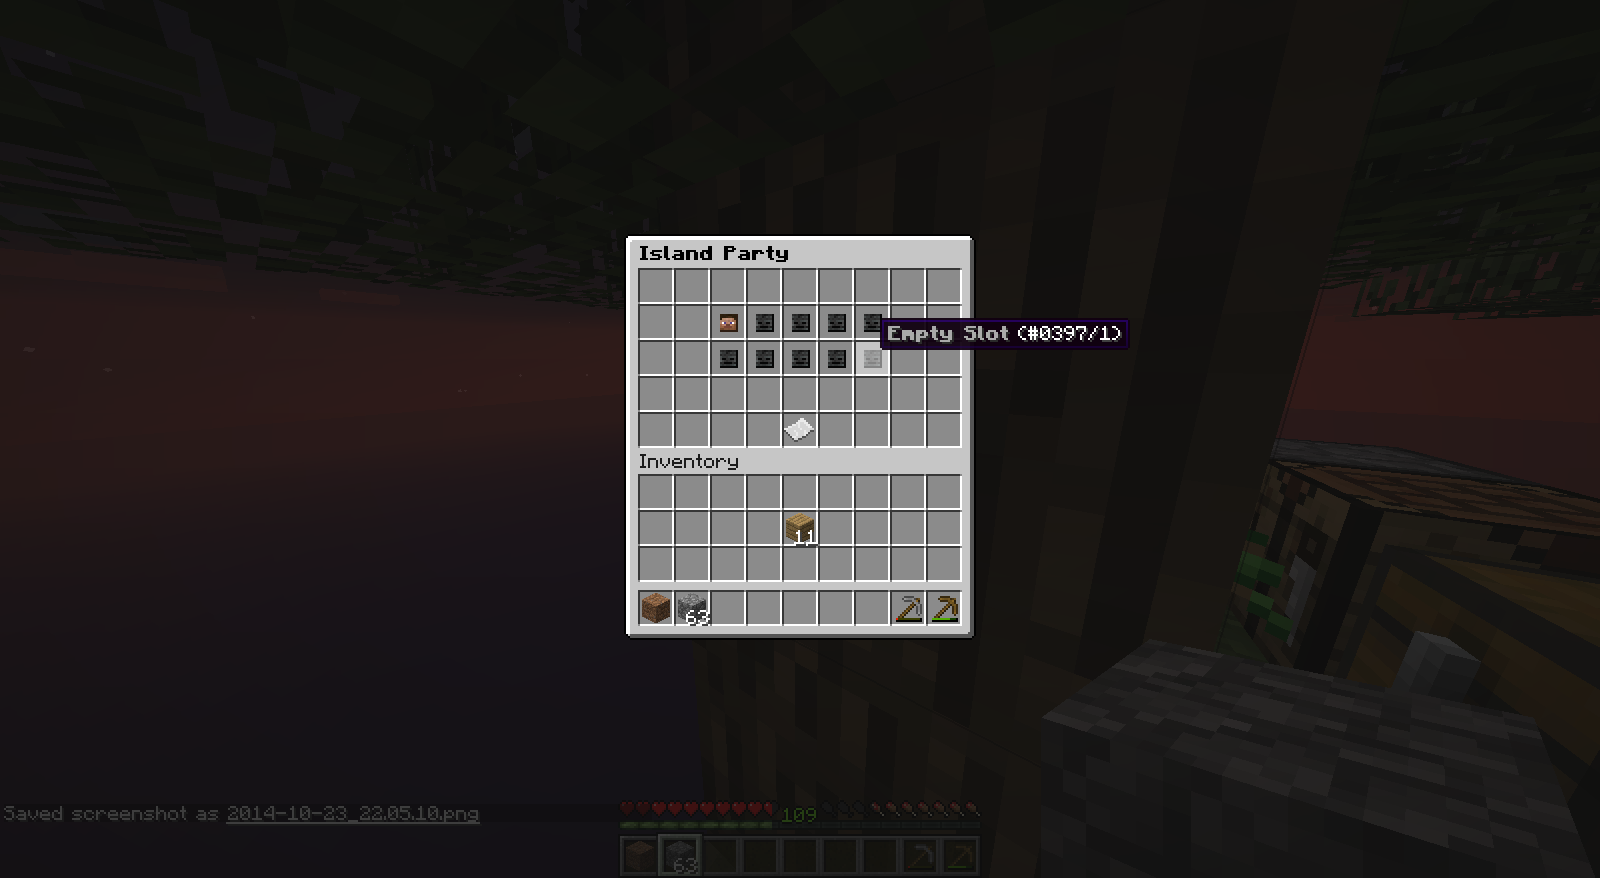 Island Party
Empty Slot (#0397/1)
Inventory
11
63
Saved screenshot as 2014-10-23_22.05.10.png
109
63